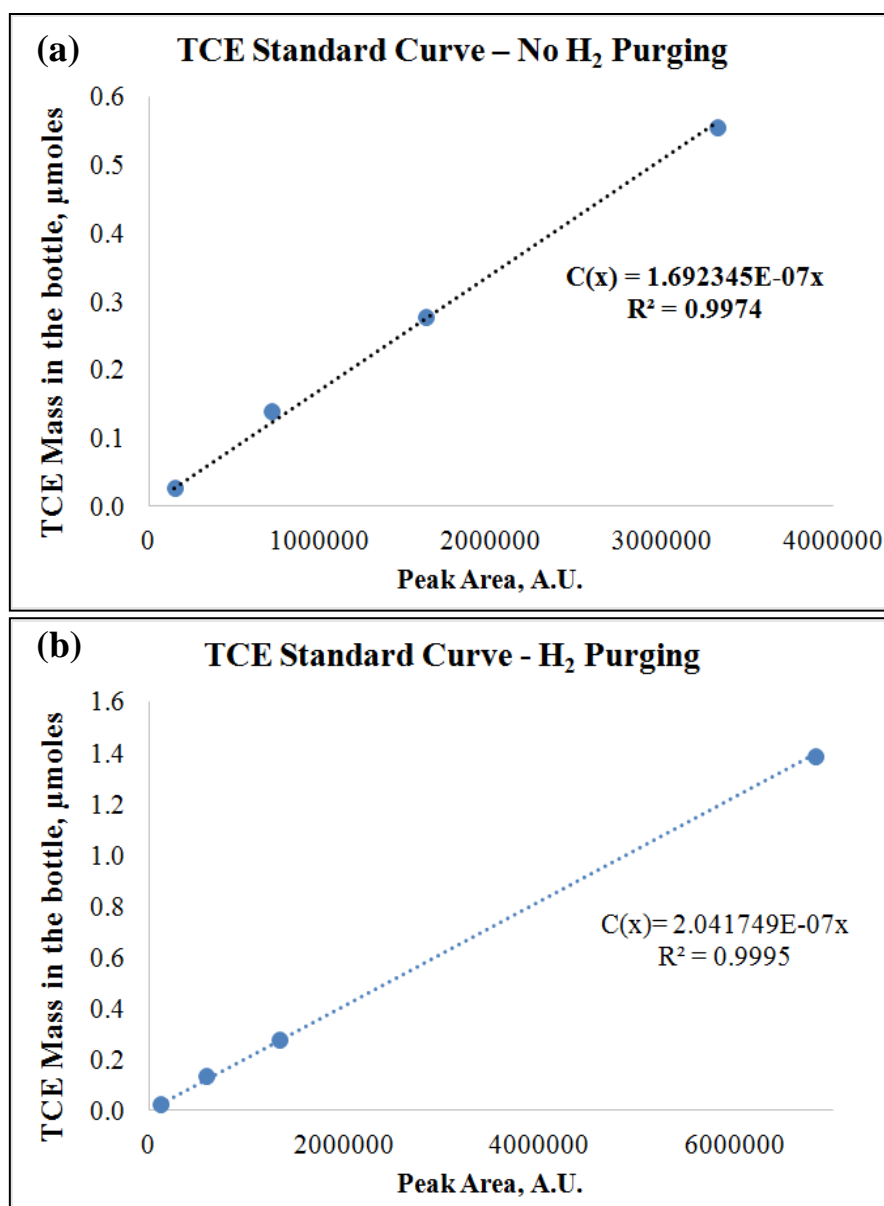 (a)
TCE Standard Curve – No H₂ Purging
TCE Mass in the bottle, µmoles
0.6
0.5
0.4
0.3
0.2
0.1
0.0
C(x) = 1.692345E-07x
R² = 0.9974
0 1000000 2000000 3000000 4000000
Peak Area, A.U.
(b)
TCE Standard Curve - H₂ Purging
TCE Mass in the bottle, µmoles
1.6
1.4
1.2
1.0
0.8
0.6
0.4
0.2
0.0
C(x)= 2.041749E-07x
R² = 0.9995
0 2000000 4000000 6000000
Peak Area, A.U.